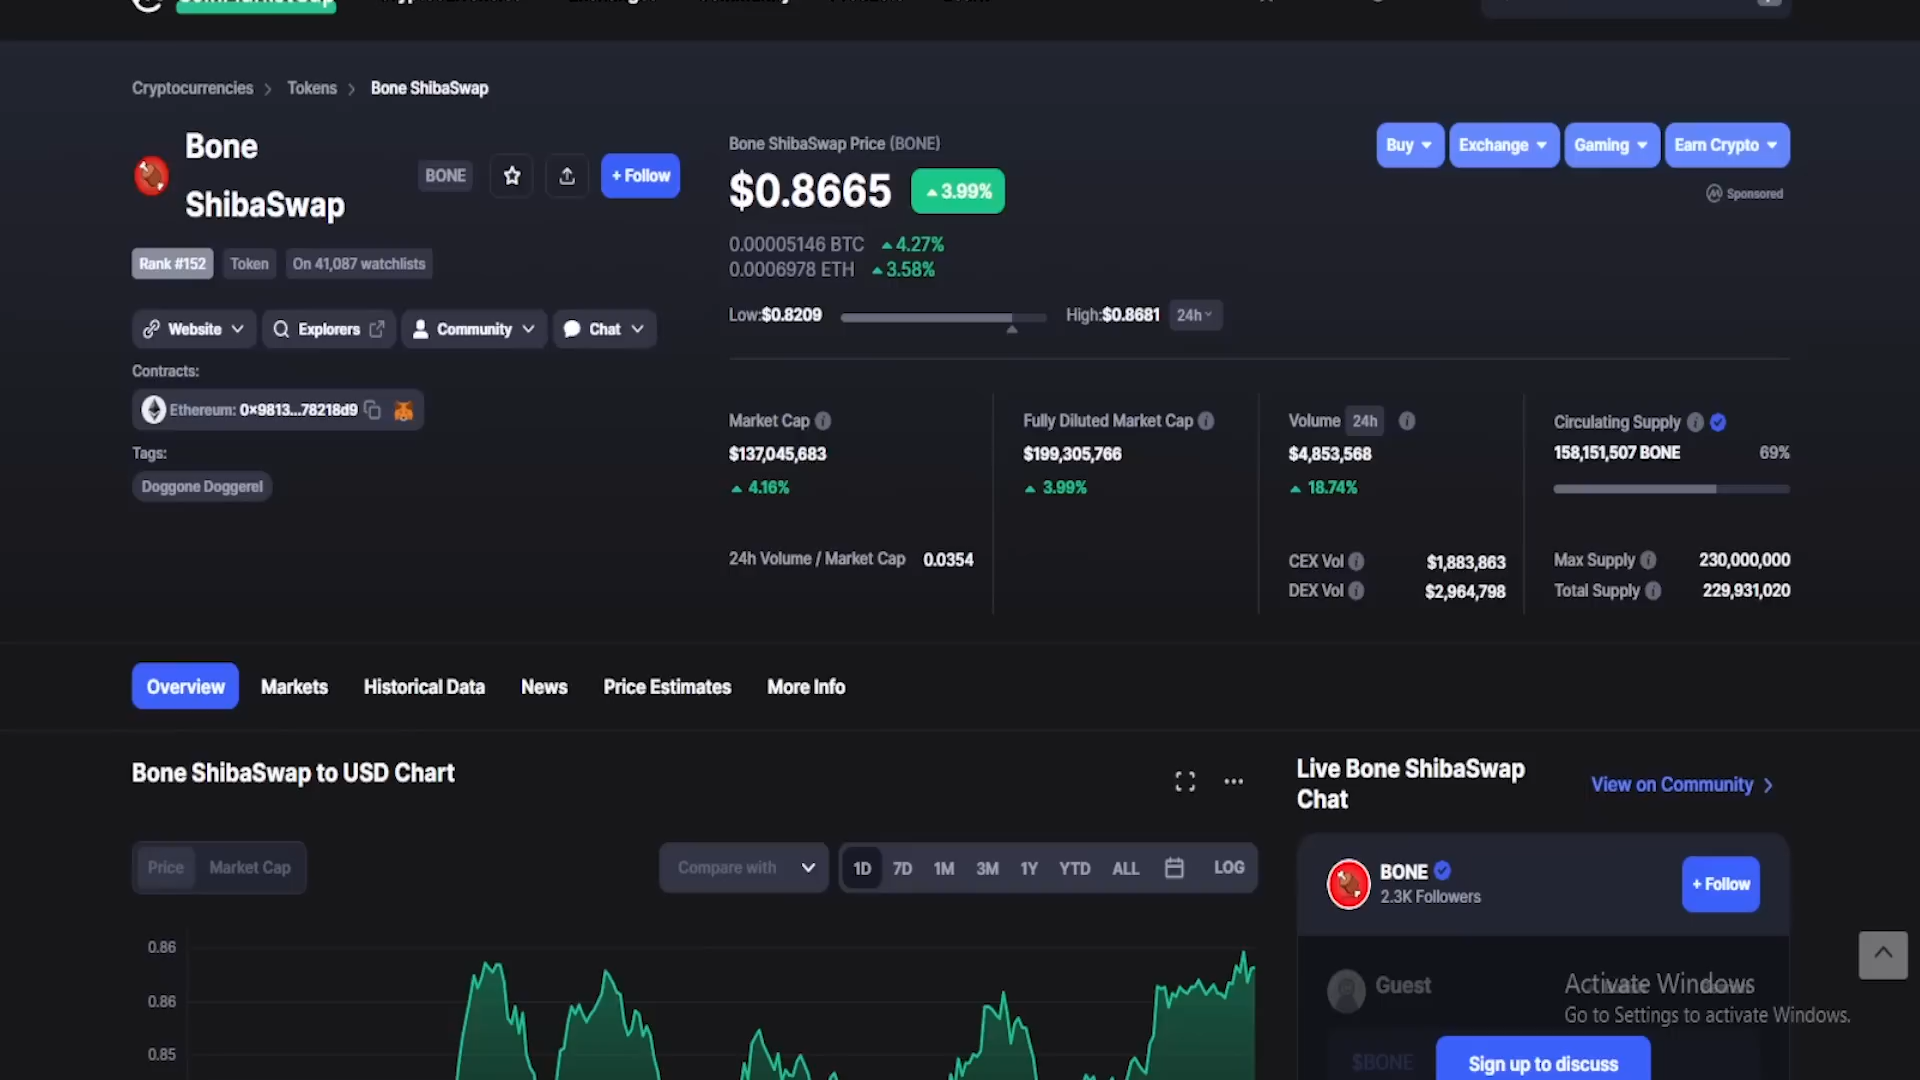 Cryptocurrencies > Tokens > Bone ShibaSwap
Bone
ShibaSwap
BONE
+ Follow
Rank #152 Token On 41,087 watchlists
Website Explorers Community Chat
Contracts:
Ethereum: 0x9813...78218d9
Tags:
Doggone Doggerel
Bone ShibaSwap Price (BONE)
$0.8665 3.99%
0.00005146 BTC 4.27%
0.0006978 ETH 3.58%
Low:$0.8209 High:$0.8681 24h
Buy Exchange Gaming Earn Crypto
Sponsored
Market Cap
$137,045,683
4.16%
24h Volume / Market Cap 0.0354
Fully Diluted Market Cap
$199,305,766
3.99%
Volume 24h
$4,853,568
18.74%
CEX Vol $1,883,863
DEX Vol $2,964,798
Circulating Supply
158,151,507 BONE 69%
Max Supply 230,000,000
Total Supply 229,931,020
Overview Markets Historical Data News Price Estimates More Info
Bone ShibaSwap to USD Chart
Price Market Cap
Compare with
1D 7D 1M 3M 1Y YTD ALL LOG
0.86
0.86
0.85
Live Bone ShibaSwap
Chat
View on Community >
BONE
2.3K Followers
+ Follow
Guest
$BONE
Sign up to discuss
Activate Windows
Go to Settings to activate Windows.